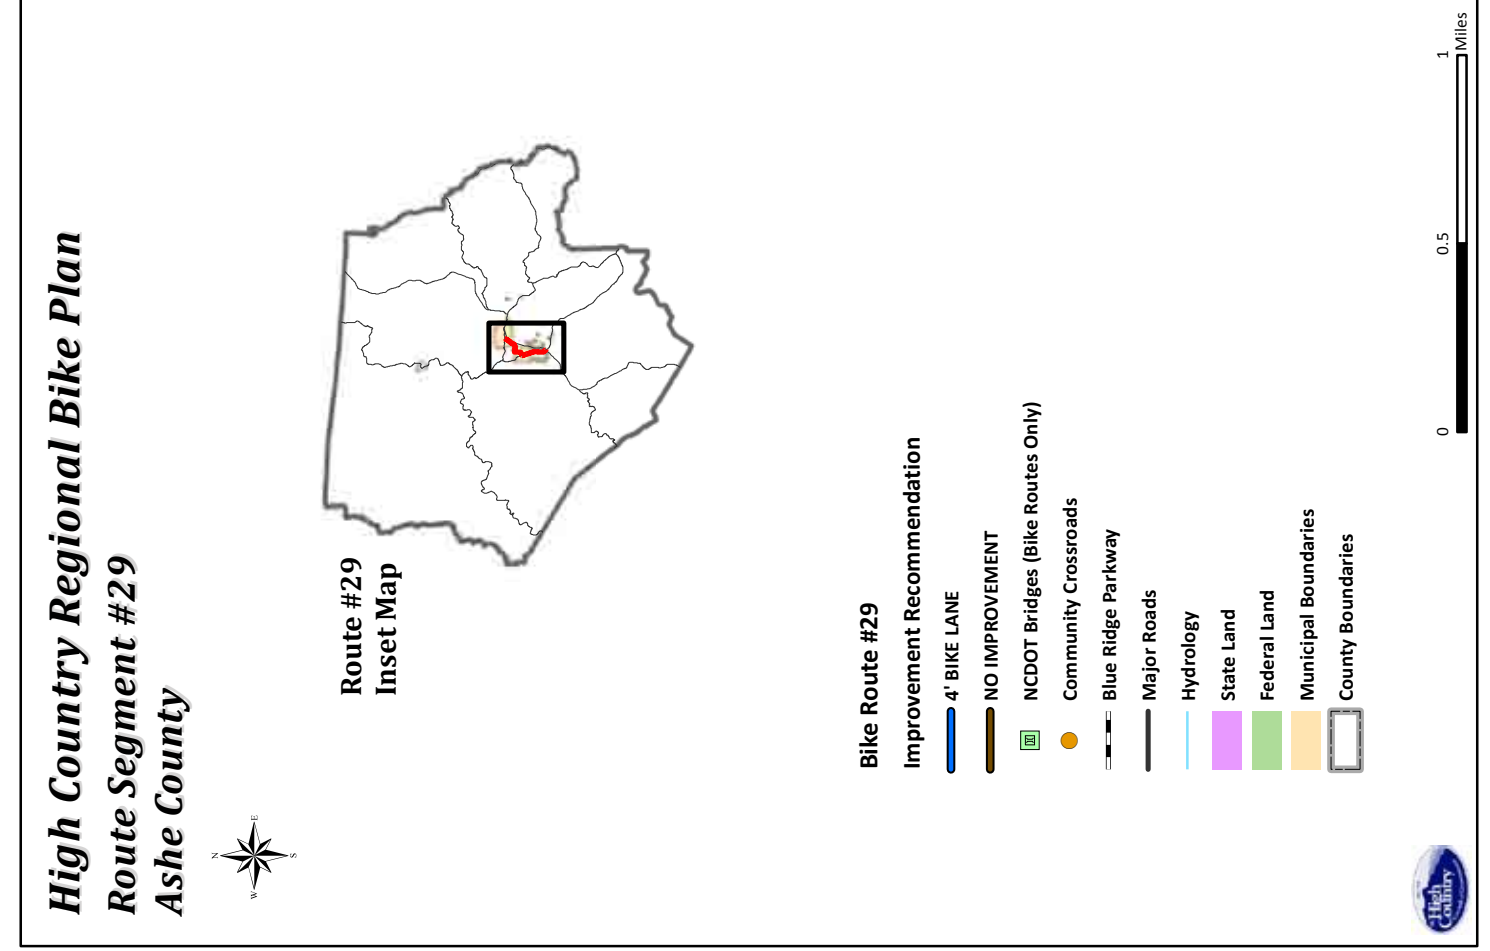 High Country Regional Bike Plan
Route Segment #29
Ashe County
N
W
E
S
Route #29
Inset Map
Bike Route #29
Improvement Recommendation
4' BIKE LANE
NO IMPROVEMENT
NCDOT Bridges (Bike Routes Only)
Community Crossroads
Blue Ridge Parkway
Major Roads
Hydrology
State Land
Federal Land
Municipal Boundaries
County Boundaries
0 0.5 1
Miles
High
Country